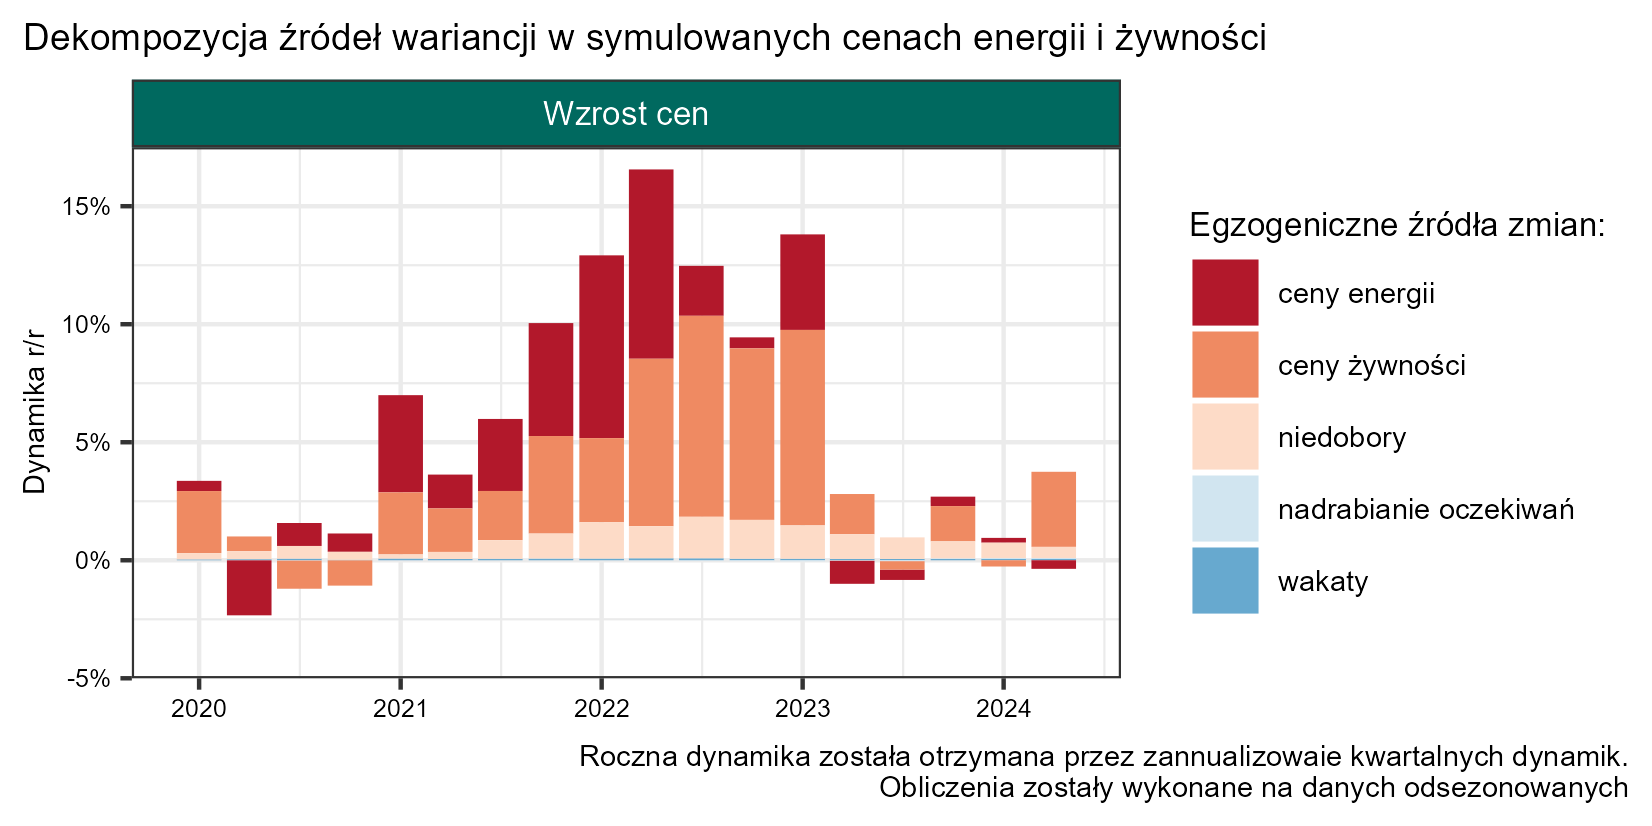 Dekompozycja źródeł wariancji w symulowanych cenach energii i żywności
Wzrost cen
Dynamika r/r
15%
10%
5%
0%
-5%
2020
2021
2022
2023
2024
Egzogeniczne źródła zmian:
ceny energii
ceny żywności
niedobory
nadrabianie oczekiwań
wakaty
Roczna dynamika została otrzymana przez zannualizowaie kwartalnych dynamik.
Obliczenia zostały wykonane na danych odsezonowanych